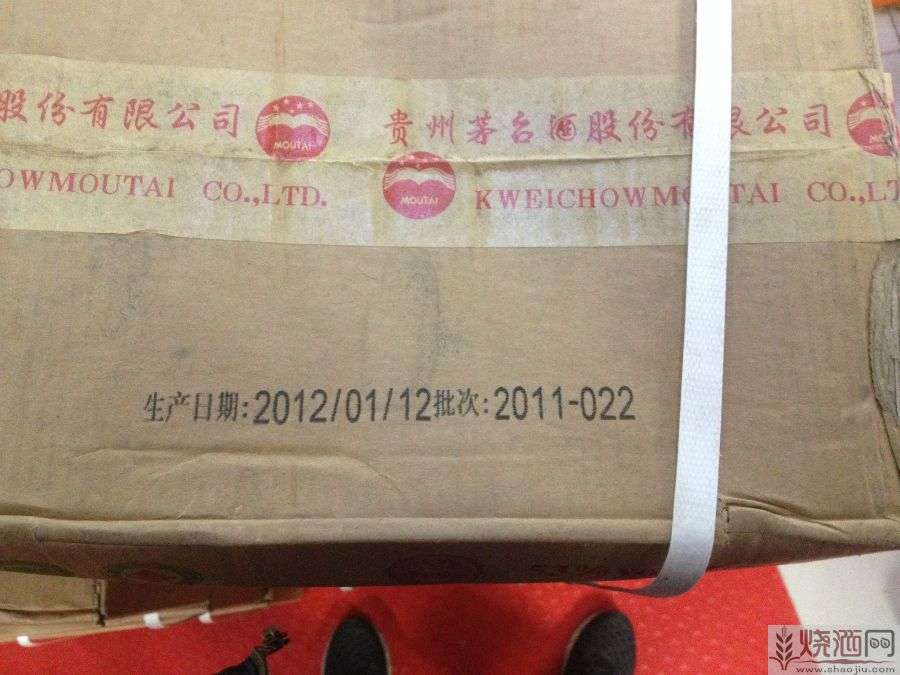 股份有限公司
MOUTAI
贵州茅台酒股份有限公司
OWMOUTAI CO.,LTD.
MOUTAI
KWEICHOWMOUTAI CO.,LT
生产日期:2012/01/12批次:2011-022
烧酒网
www.shaojiu.com